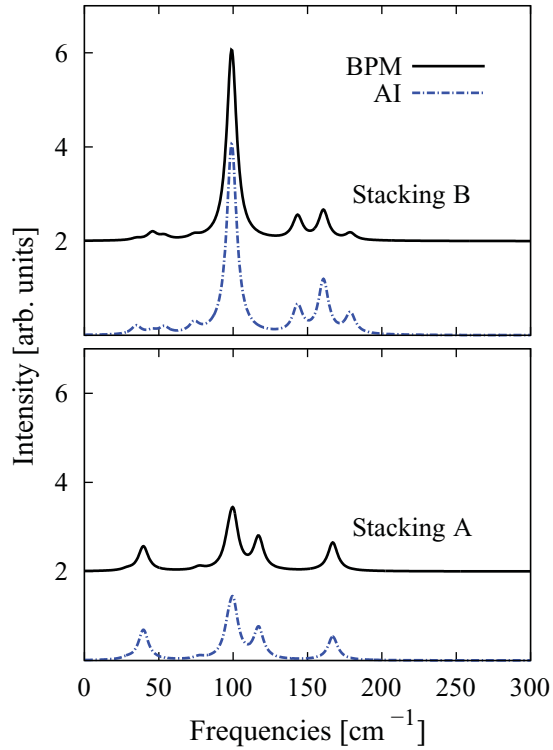 6
4
2
BPM
AI
Stacking B
Intensity [arb. units]
6
4
2
Stacking A
0 50 100 150 200 250 300
Frequencies [cm −1]